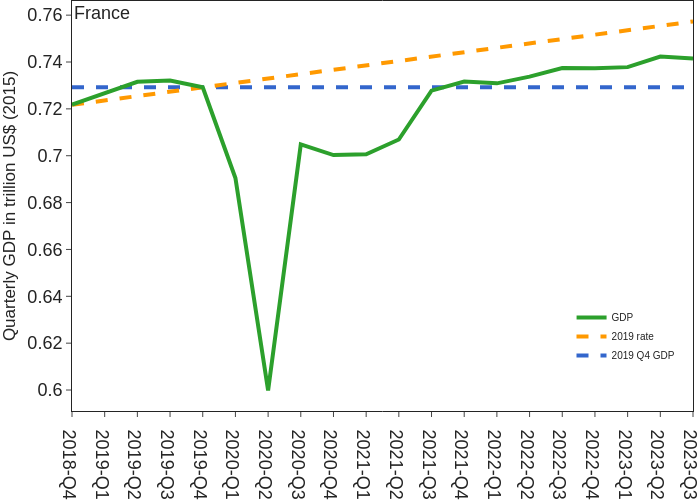 France
Quarterly GDP in trillion US$ (2015)
0.76
0.74
0.72
0.7
0.68
0.66
0.64
0.62
0.6
GDP
2019 rate
2019 Q4 GDP
2018-Q4
2019-Q1
2019-Q2
2019-Q3
2019-Q4
2020-Q1
2020-Q2
2020-Q3
2020-Q4
2021-Q1
2021-Q2
2021-Q3
2021-Q4
2022-Q1
2022-Q2
2022-Q3
2022-Q4
2023-Q1
2023-Q2
2023-Q3